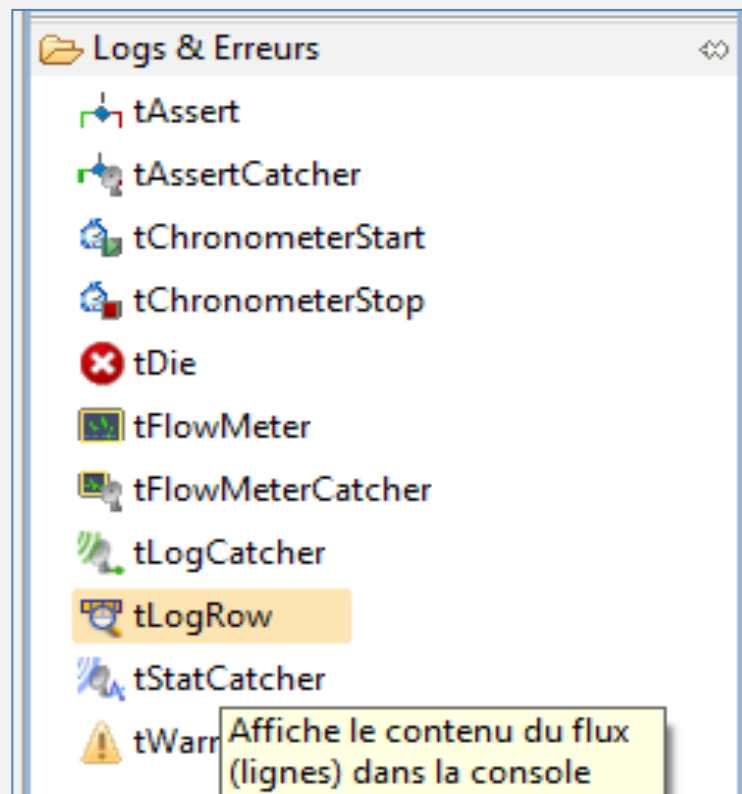 Logs & Erreurs
tAssert
tAssertCatcher
tChronometerStart
tChronometerStop
tDie
tFlowMeter
tFlowMeterCatcher
tLogCatcher
tLogRow
tStatCatcher
tWarn
Affiche le contenu du flux
(lignes) dans la console